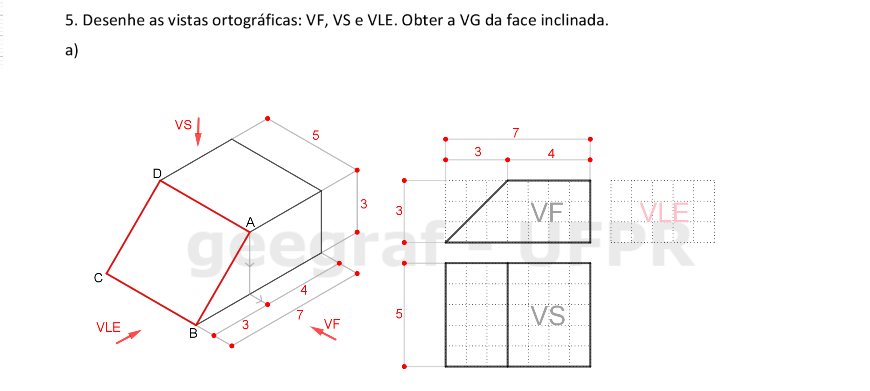 5. Desenhe as vistas ortográficas: VF, VS e VLE. Obter a VG da face inclinada.
a)
VS
5
7
3
4
D
A
3
3
VF
VLE
geegraf - UFPR
C
4
3
7
VLE
B
VF
5
VS